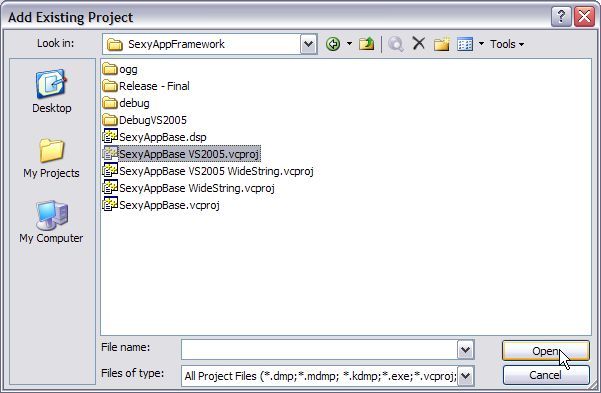 Add Existing Project
Look in: SexyAppFramework Tools
Desktop
My Projects
My Computer
ogg
Release - Final
debug
DebugVS2005
SexyAppBase.dsp
SexyAppBase VS2005.vcproj
SexyAppBase VS2005 WideString.vcproj
SexyAppBase WideString.vcproj
SexyAppBase.vcproj
File name:
Open
Files of type: All Project Files (*.dmp;*.mdmp; *.kdmp;*.exe;*.vcproj;
Cancel